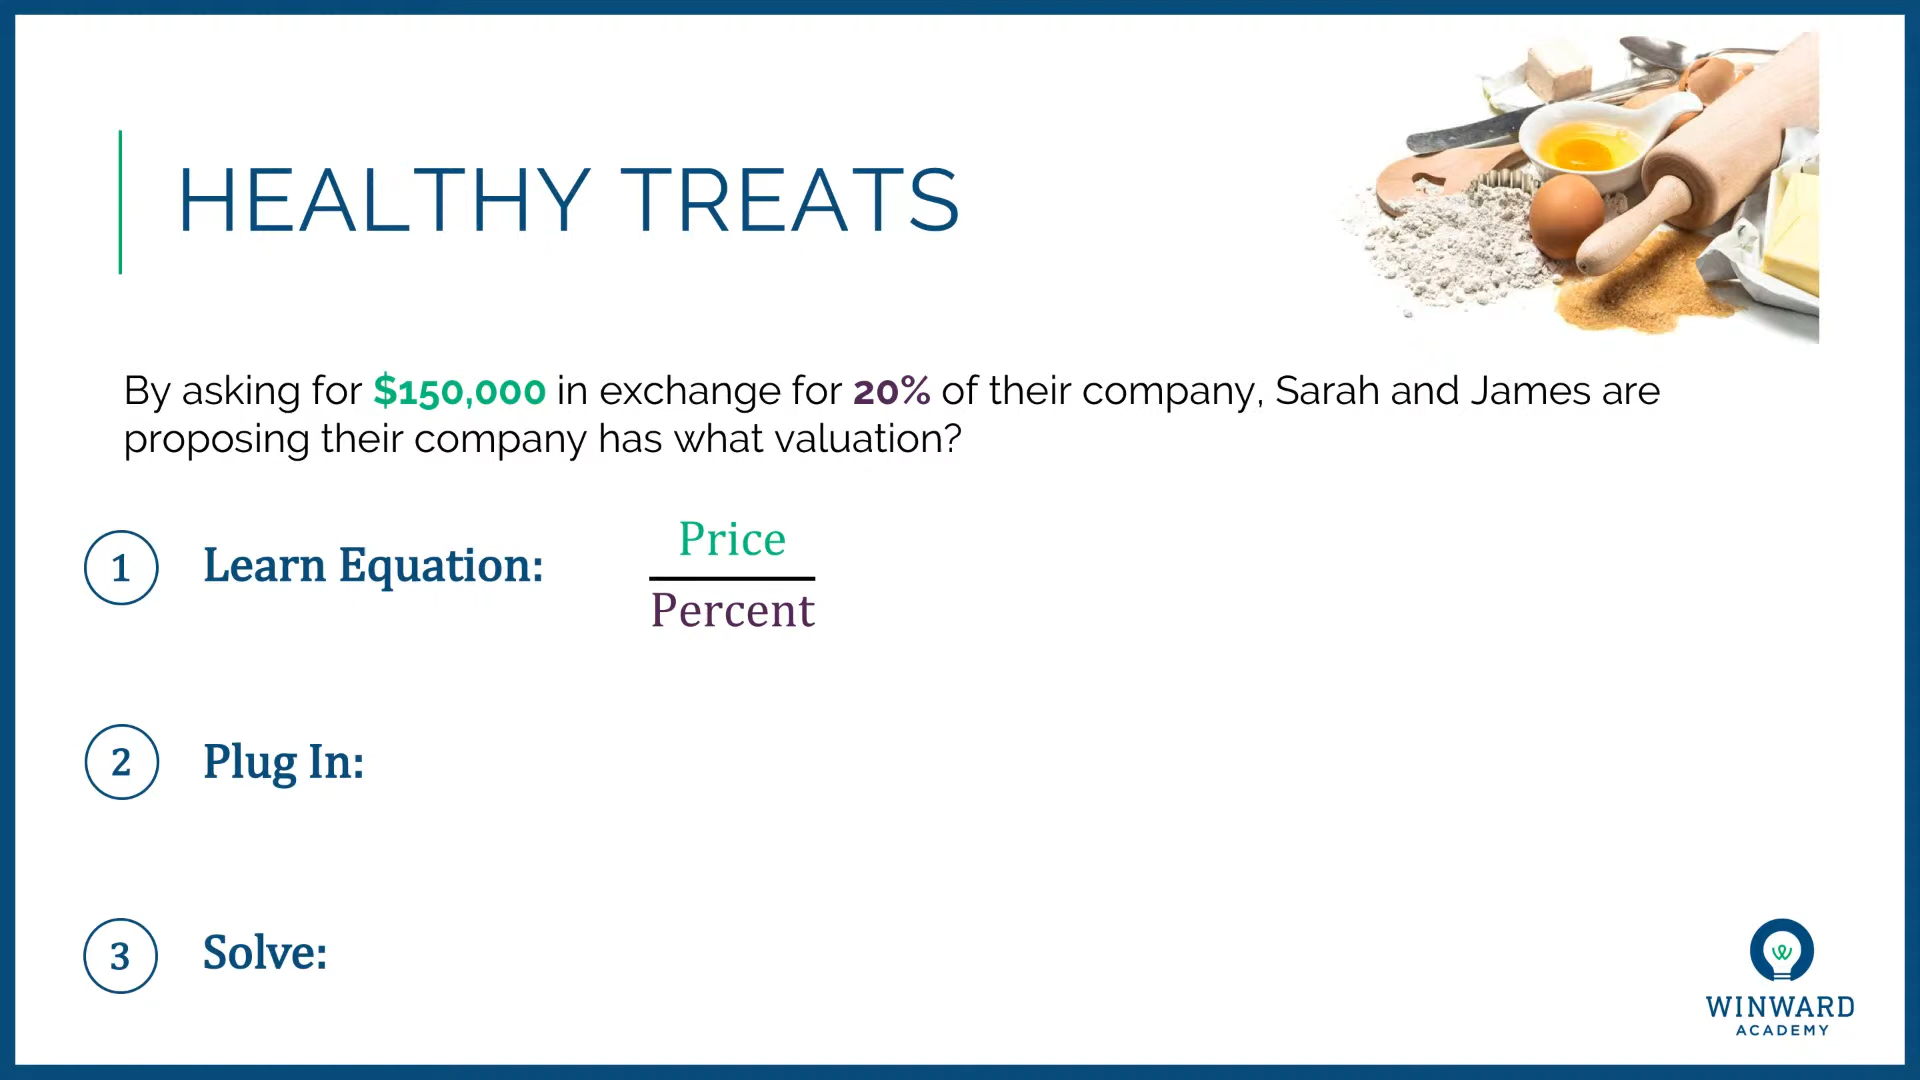 HEALTHY TREATS
By asking for $150,000 in exchange for 20% of their company, Sarah and James are
proposing their company has what valuation?
1 Learn Equation:
Price
Percent
2 Plug In:
3 Solve:
WINWARD
ACADEMY